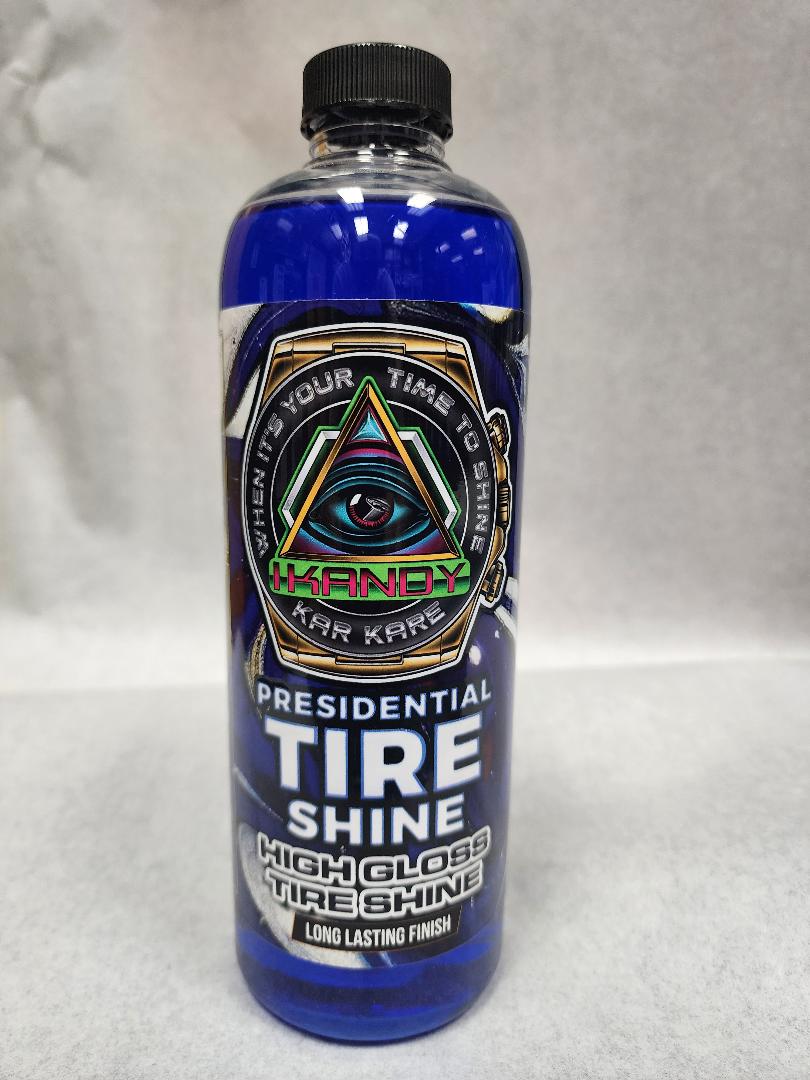 WHEN IT'S YOUR TIME TO SHINE
IKANDY
KAR KARE
PRESIDENTIAL
TIRE
SHINE
HIGH GLOSS
TIRE SHINE
LONG LASTING FINISH